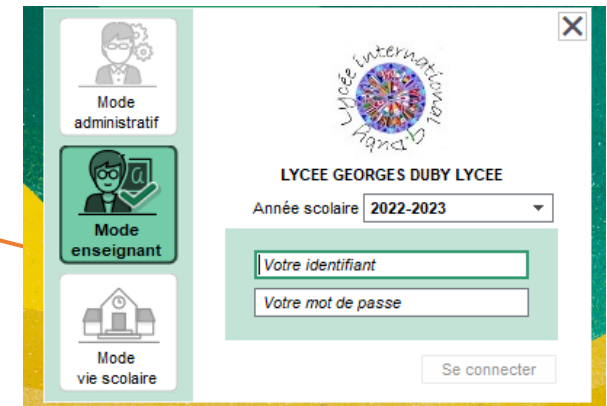 Mode
administratif
Mode
enseignant
Mode
vie scolaire
Lycée international
G. Duby
LYCEE GEORGES DUBY LYCEE
Année scolaire 2022-2023
Votre identifiant
Votre mot de passe
Se connecter